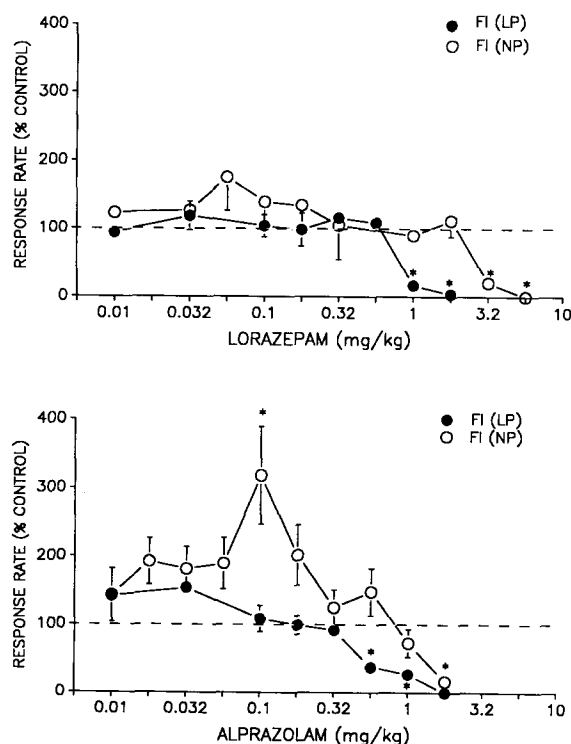 400
300
200
100
0
RESPONSE RATE (% CONTROL)
● FI (LP)
○ FI (NP)
* * * *
0.01 0.032 0.1 0.32 1 3.2 10
LORAZEPAM (mg/kg)
400
300
200
100
0
RESPONSE RATE (% CONTROL)
● FI (LP)
○ FI (NP)
*
* * *
0.01 0.032 0.1 0.32 1 3.2 10
ALPRAZOLAM (mg/kg)